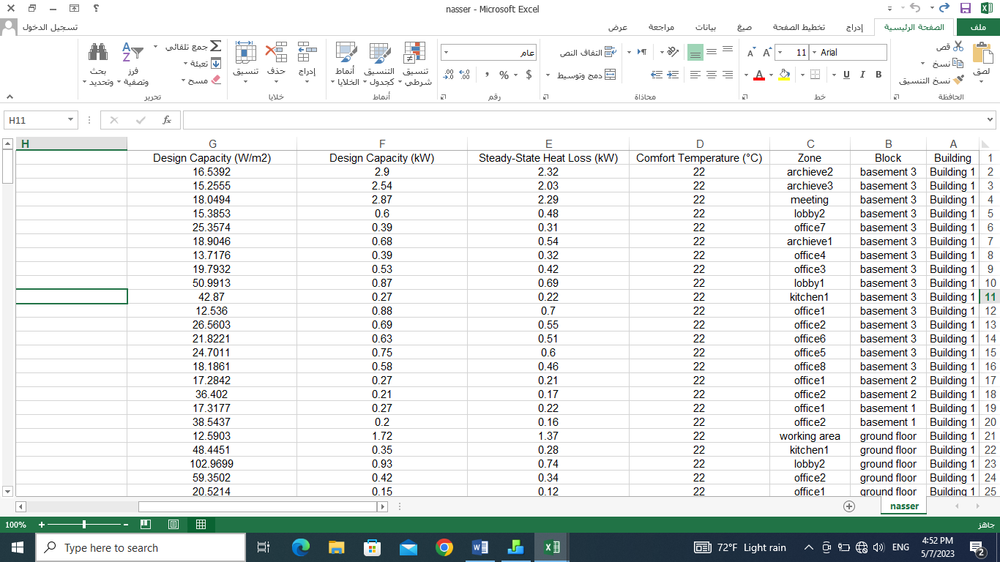 nasser - Microsoft Excel
ملف
الصفحة الرئيسية
إدراج
تخطيط الصفحة
صيغ
بيانات
مراجعة
عرض
تسجيل الدخول
لصق
قص
نسخ
نسخ التنسيق
الحافظة
Arial
11
B I U
خط
التفاف النص
دمج وتوسيط
محاذاة
عام
$ % ,
رقم
تنسيق شرطي
التنسيق كجدول
أنماط الخلايا
أنماط
إدراج
حذف
تنسيق
خلايا
جمع تلقائي
تعبئة
مسح
فرز وتصفية
بحث وتحديد
تحرير
H11
fx
H G F E D C B A
Design Capacity (W/m2) Design Capacity (kW) Steady-State Heat Loss (kW) Comfort Temperature (°C) Zone Block Building 1
16.5392 2.9 2.32 22 archieve2 basement 3 Building 1 2
15.2555 2.54 2.03 22 archieve3 basement 3 Building 1 3
18.0494 2.87 2.29 22 meeting basement 3 Building 1 4
15.3853 0.6 0.48 22 lobby2 basement 3 Building 1 5
25.3574 0.39 0.31 22 office7 basement 3 Building 1 6
18.9046 0.68 0.54 22 archieve1 basement 3 Building 1 7
13.7176 0.39 0.32 22 office4 basement 3 Building 1 8
19.7932 0.53 0.42 22 office3 basement 3 Building 1 9
50.9913 0.87 0.69 22 lobby1 basement 3 Building 1 10
42.87 0.27 0.22 22 kitchen1 basement 3 Building 1 11
12.536 0.88 0.7 22 office1 basement 3 Building 1 12
26.5603 0.69 0.55 22 office2 basement 3 Building 1 13
21.8221 0.63 0.51 22 office6 basement 3 Building 1 14
24.7011 0.75 0.6 22 office5 basement 3 Building 1 15
18.1861 0.58 0.46 22 office8 basement 3 Building 1 16
17.2842 0.27 0.21 22 office1 basement 2 Building 1 17
36.402 0.21 0.17 22 office2 basement 2 Building 1 18
17.3177 0.27 0.22 22 office1 basement 1 Building 1 19
38.5437 0.2 0.16 22 office2 basement 1 Building 1 20
12.5903 1.72 1.37 22 working area ground floor Building 1 21
48.4451 0.35 0.28 22 kitchen1 ground floor Building 1 22
102.9699 0.93 0.74 22 lobby2 ground floor Building 1 23
59.3502 0.42 0.34 22 office2 ground floor Building 1 24
20.5214 0.15 0.12 22 office1 ground floor Building 1 25
nasser
100%
جاهز
Type here to search
72°F Light rain
ENG
4:52 PM
5/7/2023
2